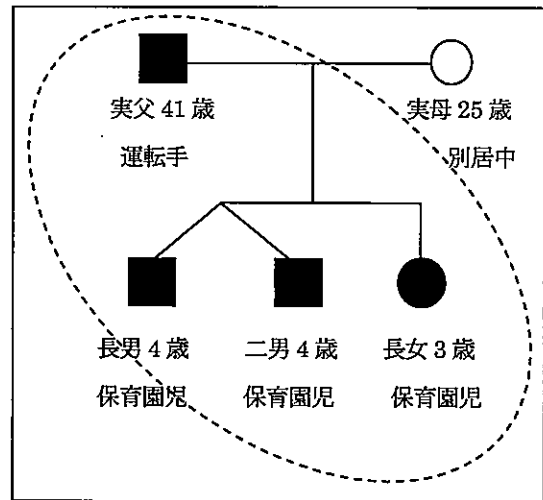 実父 41 歳
実母 25 歳
運転手
別居中
長男 4 歳
二男 4 歳
長女 3 歳
保育園児
保育園児
保育園児